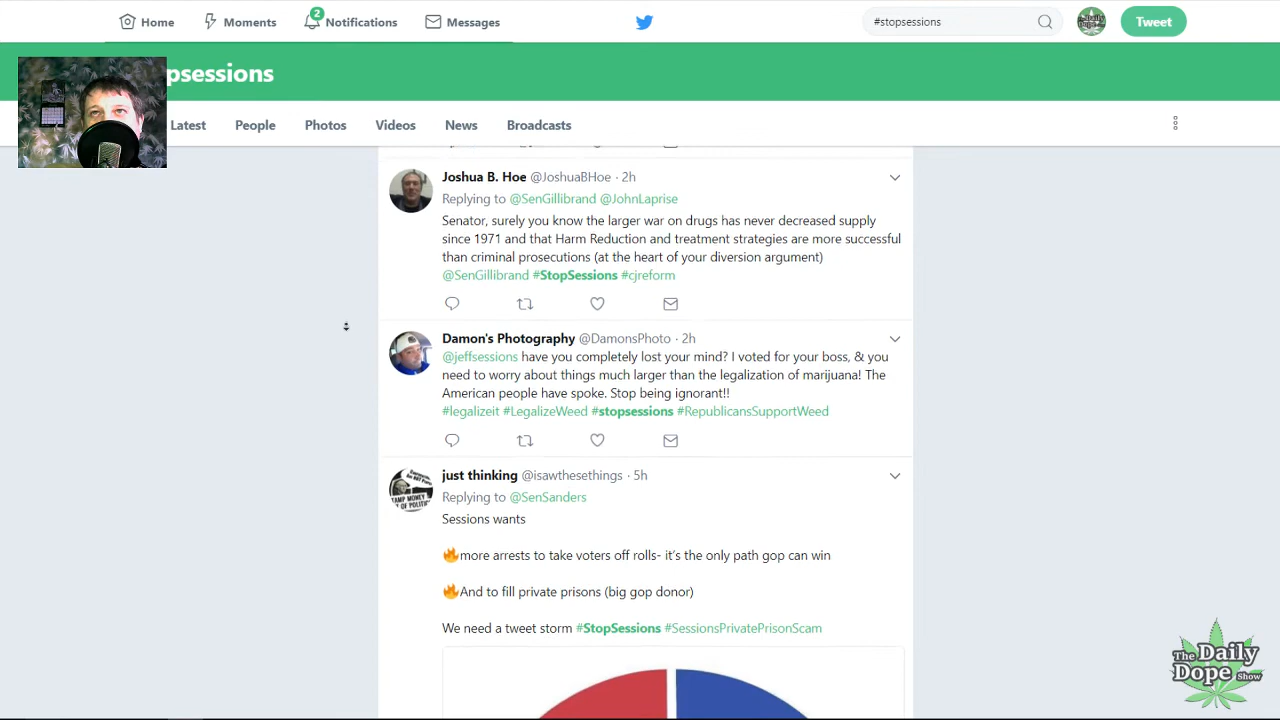 Home
Moments
2
Notifications
Messages
#stopsessions
Tweet
psessions
Latest
People
Photos
Videos
News
Broadcasts
Joshua B. Hoe @JoshuaBHoe · 2h
Replying to @SenGillibrand @JohnLaprise
Senator, surely you know the larger war on drugs has never decreased supply
since 1971 and that Harm Reduction and treatment strategies are more successful
than criminal prosecutions (at the heart of your diversion argument)
@SenGillibrand #StopSessions #cjreform
Damon's Photography @DamonsPhoto · 2h
@jeffsessions have you completely lost your mind? I voted for your boss, & you
need to worry about things much larger than the legalization of marijuana! The
American people have spoke. Stop being ignorant!!
#legalizeit #LegalizeWeed #stopsessions #RepublicansSupportWeed
just thinking @isawthesethings · 5h
Replying to @SenSanders
Sessions wants
🔥more arrests to take voters off rolls- it's the only path gop can win
🔥And to fill private prisons (big gop donor)
We need a tweet storm #StopSessions #SessionsPrivatePrisonScam
The Daily
Dope Show